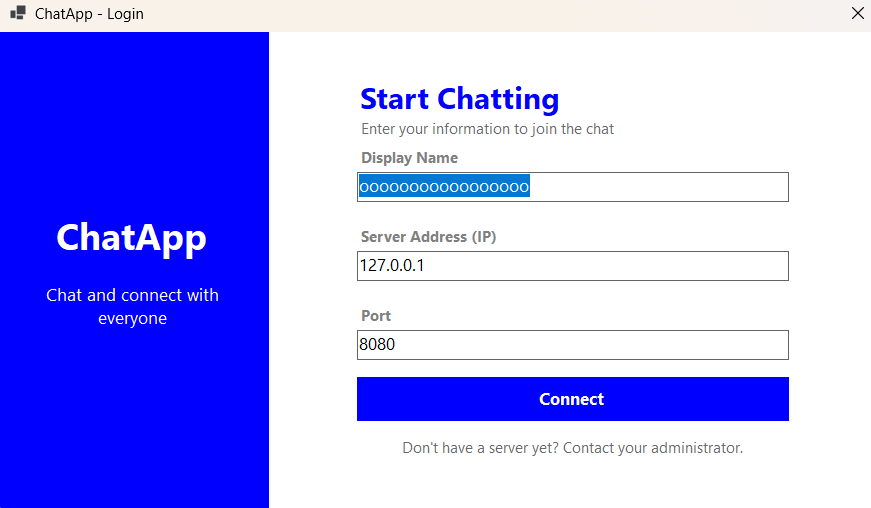 ChatApp - Login
ChatApp
Chat and connect with
everyone
Start Chatting
Enter your information to join the chat
Display Name
ooooooooooooooooo
Server Address (IP)
127.0.0.1
Port
8080
Connect
Don't have a server yet? Contact your administrator.